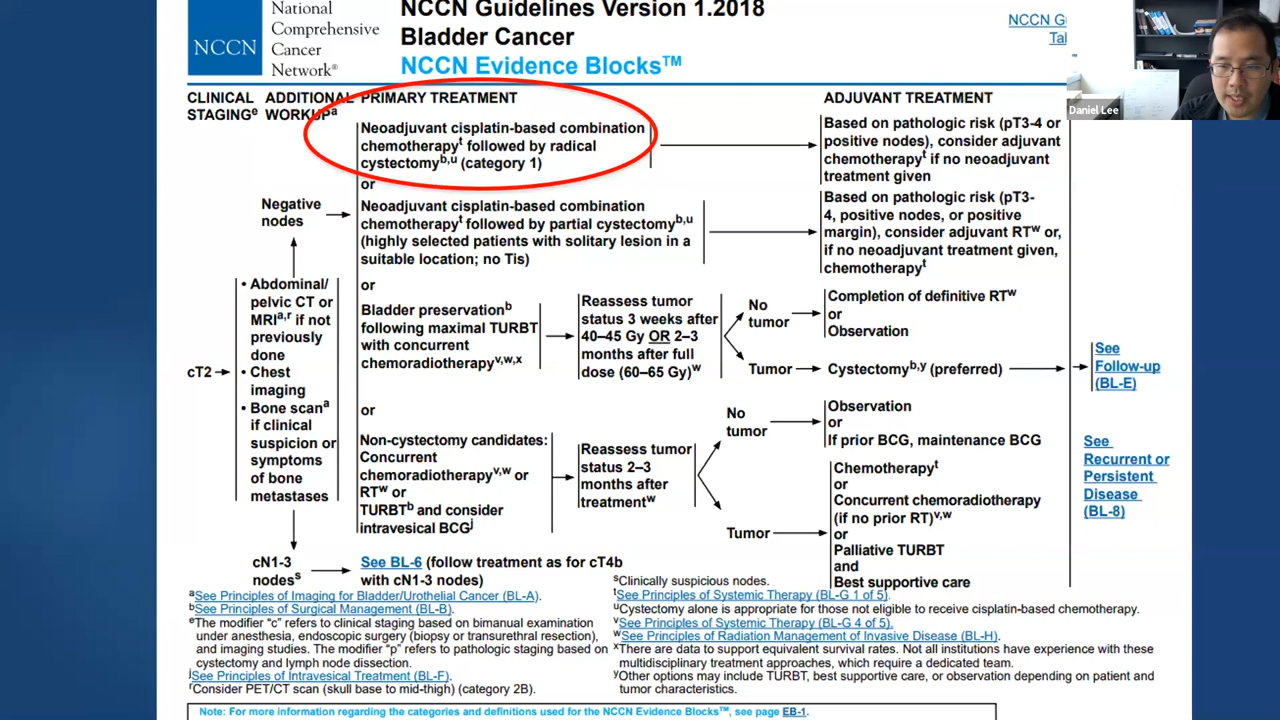 NCCN
National
Comprehensive
Cancer
Network®
NCCN Guidelines Version 1.2018
Bladder Cancer
NCCN Evidence Blocks™
NCCN G
Ta
Daniel Lee
CLINICAL
STAGINGe
ADDITIONAL
WORKUPa
PRIMARY TREATMENT
ADJUVANT TREATMENT
cT2
• Abdominal/
pelvic CT or
MRIa,r if not
previously
done
• Chest
imaging
• Bone scana
if clinical
suspicion or
symptoms
of bone
metastases
Negative
nodes
Neoadjuvant cisplatin-based combination
chemotherapyt followed by radical
cystectomyb,u (category 1)
Based on pathologic risk (pT3-4 or
positive nodes), consider adjuvant
chemotherapyt if no neoadjuvant
treatment given
or
Neoadjuvant cisplatin-based combination
chemotherapyt followed by partial cystectomyb,u
(highly selected patients with solitary lesion in a
suitable location; no Tis)
Based on pathologic risk (pT3-
4, positive nodes, or positive
margin), consider adjuvant RTw or,
if no neoadjuvant treatment given,
chemotherapyt
or
Bladder preservationb
following maximal TURBT
with concurrent
chemoradiotherapyv,w,x
Reassess tumor
status 3 weeks after
40–45 Gy OR 2–3
months after full
dose (60–65 Gy)w
No
tumor
Completion of definitive RTw
or
Observation
Tumor
Cystectomyb,y (preferred)
or
Non-cystectomy candidates:
Concurrent
chemoradiotherapyv,w or
RTw or
TURBTb and consider
intravesical BCGj
Reassess tumor
status 2–3
months after
treatmentw
No
tumor
Observation
or
If prior BCG, maintenance BCG
Tumor
Chemotherapyt
or
Concurrent chemoradiotherapy
(if no prior RT)v,w
or
Palliative TURBT
and
Best supportive care
See
Follow-up
(BL-E)
See
Recurrent or
Persistent
Disease
(BL-8)
cN1-3
nodess
See BL-6 (follow treatment as for cT4b
with cN1-3 nodes)
aSee Principles of Imaging for Bladder/Urothelial Cancer (BL-A).
bSee Principles of Surgical Management (BL-B).
eThe modifier “c” refers to clinical staging based on bimanual examination
under anesthesia, endoscopic surgery (biopsy or transurethral resection),
and imaging studies. The modifier “p” refers to pathologic staging based on
cystectomy and lymph node dissection.
jSee Principles of Intravesical Treatment (BL-F).
rConsider PET/CT scan (skull base to mid-thigh) (category 2B).
sClinically suspicious nodes.
tSee Principles of Systemic Therapy (BL-G 1 of 5).
uCystectomy alone is appropriate for those not eligible to receive cisplatin-based chemotherapy.
vSee Principles of Systemic Therapy (BL-G 4 of 5).
wSee Principles of Radiation Management of Invasive Disease (BL-H).
xThere are data to support equivalent survival rates. Not all institutions have experience with these
multidisciplinary treatment approaches, which require a dedicated team.
yOther options may include TURBT, best supportive care, or observation depending on patient and
tumor characteristics.
Note: For more information regarding the categories and definitions used for the NCCN Evidence Blocks™, see page EB-1.